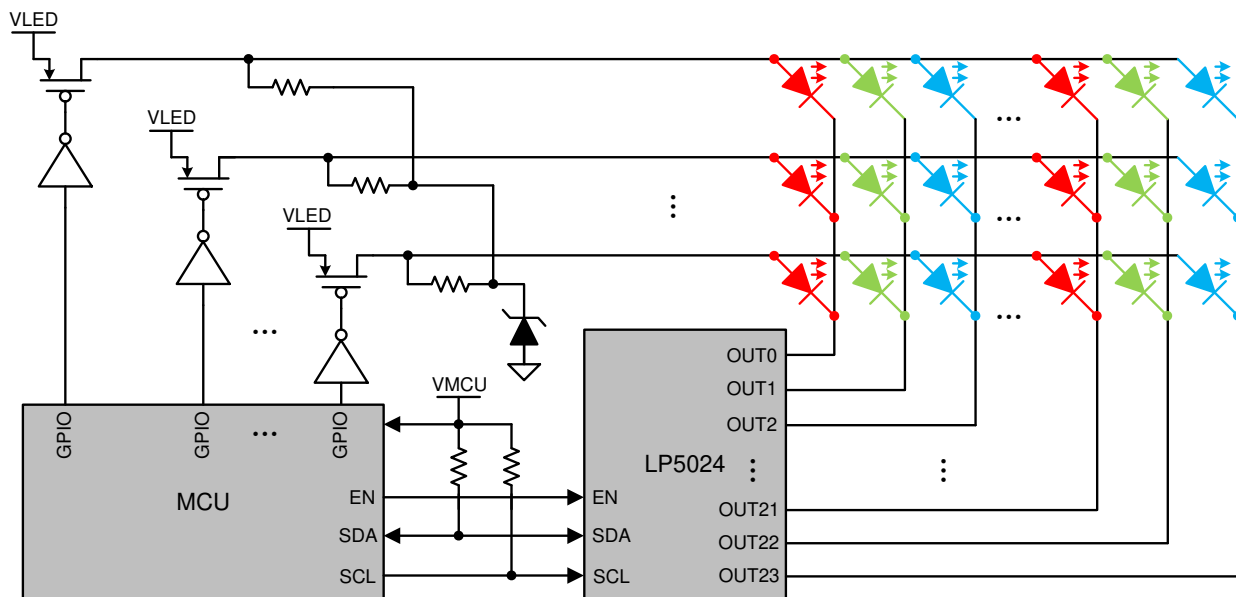 VLED
VLED
VLED
...
...
...
...
...
GPIO
GPIO
...
GPIO
VMCU
MCU
EN
SDA
SCL
LP5024
EN
SDA
SCL
OUT0
OUT1
OUT2
...
...
OUT21
OUT22
OUT23